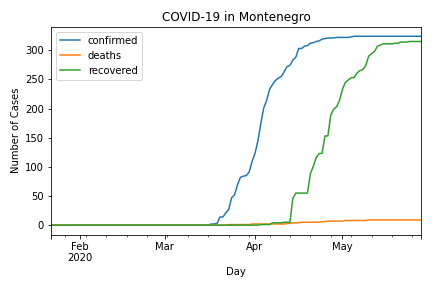 COVID-19 in Montenegro
confirmed
deaths
recovered
Number of Cases
300
250
200
150
100
50
0
Feb
2020
Mar
Apr
May
Day